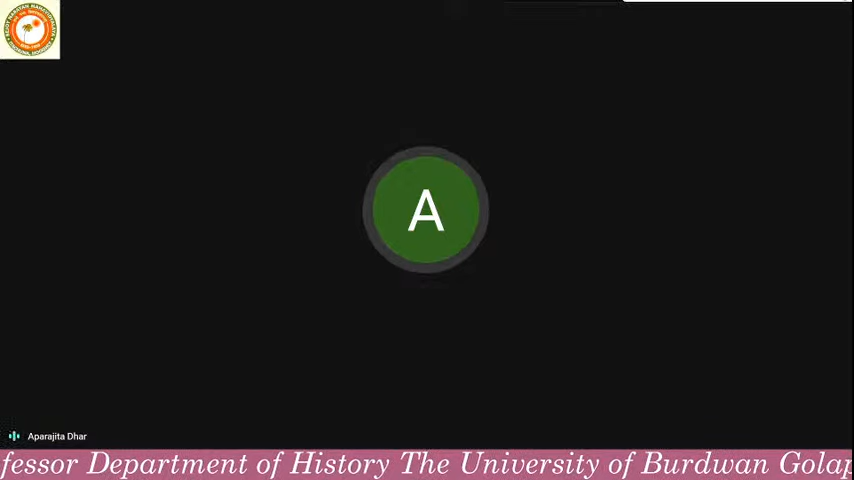 A
Aparajita Dhar
fessor Department of History The University of Burdwan Golap